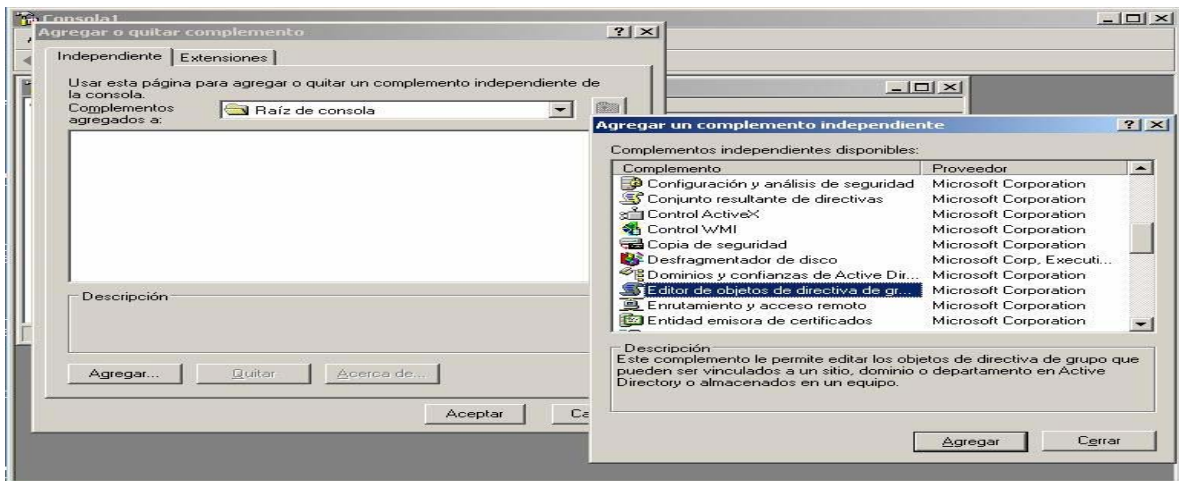 Consola1
Agregar o quitar complemento
Independiente
Extensiones
Usar esta página para agregar o quitar un complemento independiente de
la consola.
Complementos
agregados a:
Raíz de consola
Descripción
Agregar...
Quitar
Acerca de...
Aceptar
Ca
Agregar un complemento independiente
Complementos independientes disponibles:
Complemento Proveedor
Configuración y análisis de seguridad Microsoft Corporation
Conjunto resultante de directivas Microsoft Corporation
Control ActiveX Microsoft Corporation
Control WMI Microsoft Corporation
Copia de seguridad Microsoft Corporation
Desfragmentador de disco Microsoft Corp, Executi...
Dominios y confianzas de Active Dir... Microsoft Corporation
Editor de objetos de directiva de gr... Microsoft Corporation
Enrutamiento y acceso remoto Microsoft Corporation
Entidad emisora de certificados Microsoft Corporation
Descripción
Este complemento le permite editar los objetos de directiva de grupo que
pueden ser vinculados a un sitio, dominio o departamento en Active
Directory o almacenados en un equipo.
Agregar
Cerrar